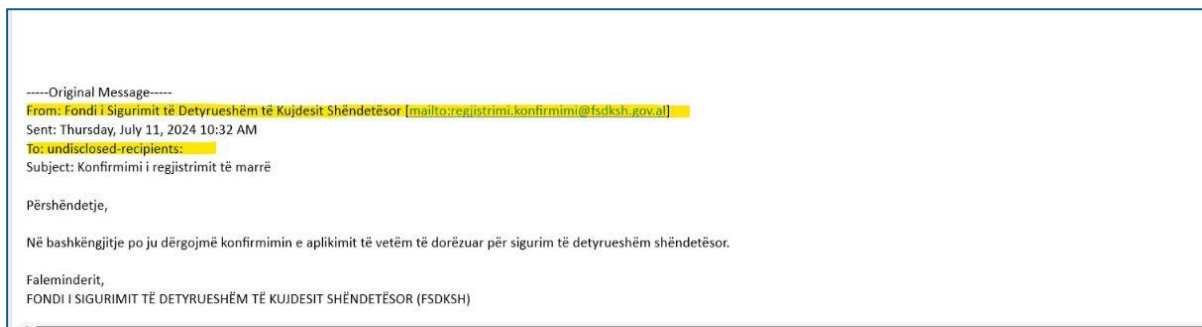 -----Original Message-----
From: Fondi i Sigurimit të Detyrueshëm të Kujdesit Shëndetësor [mailto:regjistrimi.konfirmimi@fsdksh.gov.al]
Sent: Thursday, July 11, 2024 10:32 AM
To: undisclosed-recipients:
Subject: Konfirmimi i regjistrimit të marrë
Përshëndetje,
Në bashkëngjitje po ju dërgojmë konfirmimin e aplikimit të vetëm të dorëzuar për sigurim të detyrueshëm shëndetësor.
Faleminderit,
FONDI I SIGURIMIT TË DETYRUESHËM TË KUJDESIT SHËNDETËSOR (FSDKSH)